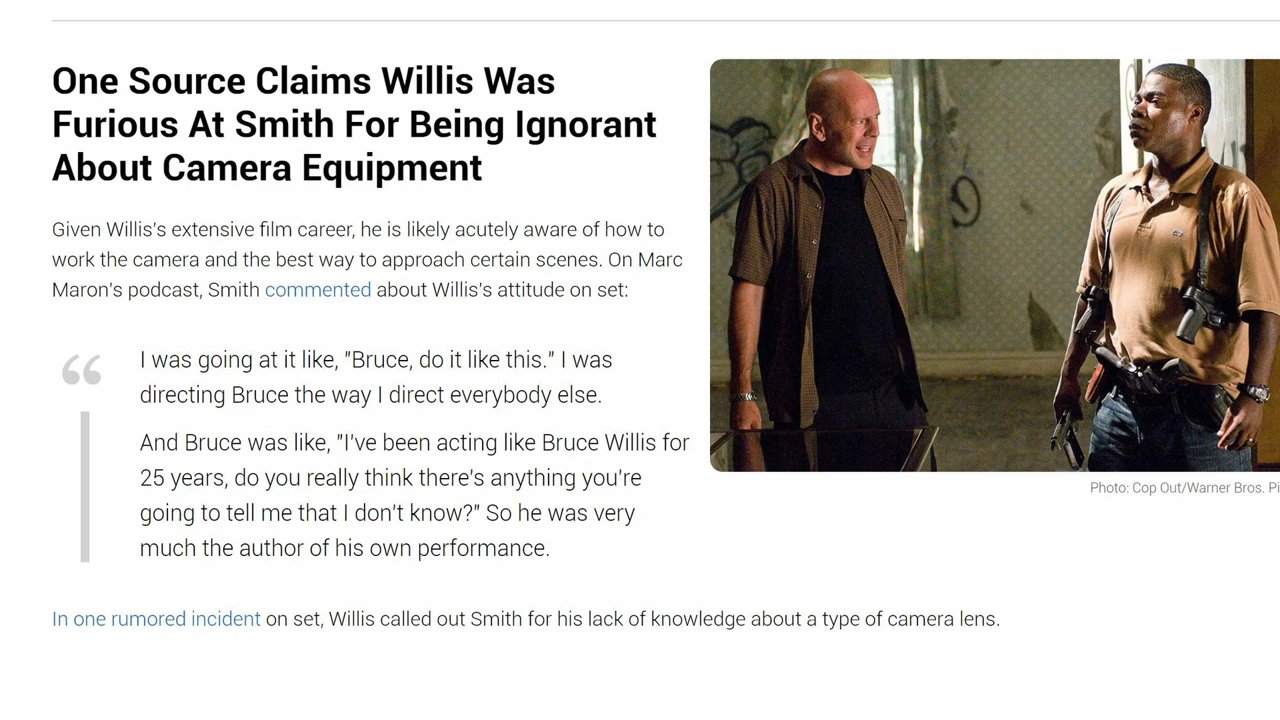 One Source Claims Willis Was
Furious At Smith For Being Ignorant
About Camera Equipment
Given Willis's extensive film career, he is likely acutely aware of how to
work the camera and the best way to approach certain scenes. On Marc
Maron's podcast, Smith commented about Willis's attitude on set:
“
I was going at it like, "Bruce, do it like this." I was
directing Bruce the way I direct everybody else.
And Bruce was like, "I've been acting like Bruce Willis for
25 years, do you really think there's anything you're
going to tell me that I don't know?" So he was very
much the author of his own performance.
Photo: Cop Out/Warner Bros. Pi
In one rumored incident on set, Willis called out Smith for his lack of knowledge about a type of camera lens.